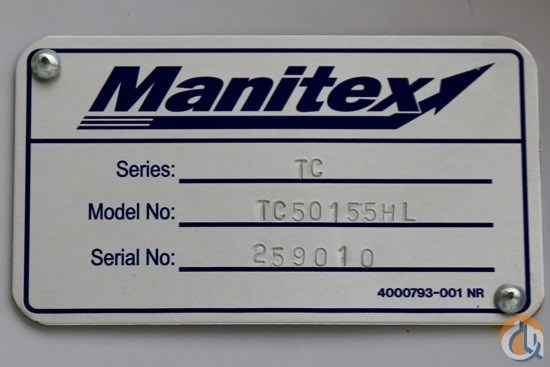 Manitex
Series: TC
Model No: TC50155HL
Serial No: 259010
4000793-001 NR